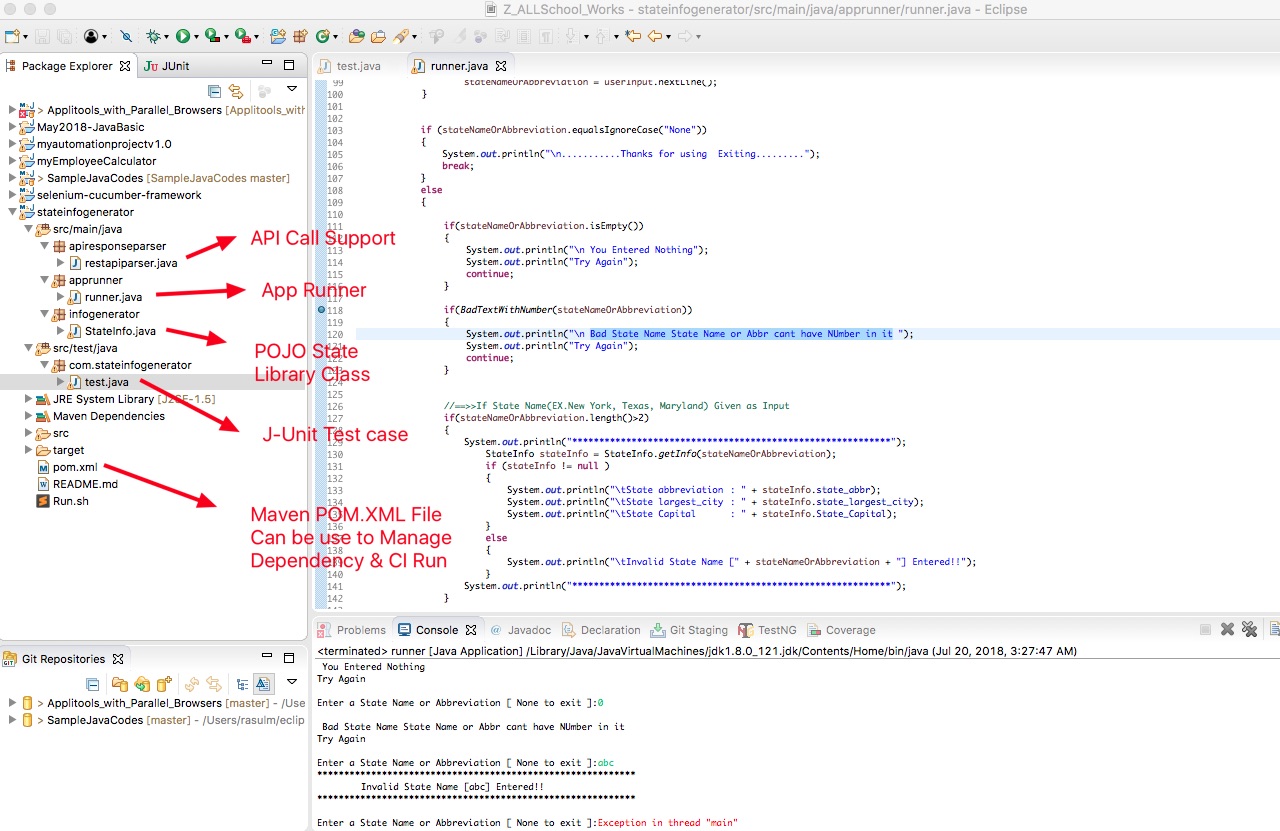 Z_ALLSchool_Works - stateinfogenerator/src/main/java/apprunner/runner.java - Eclipse
Package Explorer
JUnit
> Applitools_with_Parallel_Browsers [Applitools_with
May2018-JavaBasic
myautomationprojectv1.0
myEmployeeCalculator
> SampleJavaCodes [SampleJavaCodes master]
selenium-cucumber-framework
stateinfogenerator
src/main/java
apiresponseparser
restapiparser.java
apprunner
runner.java
infogenerator
StateInfo.java
src/test/java
com.stateinfogenerator
test.java
JRE System Library [J2SE-1.5]
Maven Dependencies
src
target
pom.xml
README.md
Run.sh
API Call Support
App Runner
POJO State
Library Class
J-Unit Test case
Maven POM.XML File
Can be use to Manage
Dependency & CI Run
test.java
runner.java
99 stateNameOrAbbreviation = userInput.nextLine();
100 }
101
102
103 if (stateNameOrAbbreviation.equalsIgnoreCase("None"))
104 {
105 System.out.println("\n...........Thanks for using  Exiting.........");
106 break;
107 }
108 else
109 {
110
111 if(stateNameOrAbbreviation.isEmpty())
{
113 System.out.println("\n You Entered Nothing");
114 System.out.println("Try Again");
115 continue;
116 }
118 if(BadTextWithNumber(stateNameOrAbbreviation))
119 {
120 System.out.println("\n Bad State Name State Name or Abbr cant have NUmber in it ");
System.out.println("Try Again");
continue;
}
125
126 //==>>If State Name(EX.New York, Texas, Maryland) Given as Input
127 if(stateNameOrAbbreviation.length()>2)
{
System.out.println("*****************************************************");
130 StateInfo stateInfo = StateInfo.getInfo(stateNameOrAbbreviation);
131 if (stateInfo != null )
132 {
133 System.out.println("\tState abbreviation : " + stateInfo.state_abbr);
134 System.out.println("\tState largest_city : " + stateInfo.state_largest_city);
System.out.println("\tState Capital      : " + stateInfo.State_Capital);
136 }
else
138 {
System.out.println("\tInvalid State Name [" + stateNameOrAbbreviation + "] Entered!!");
140 }
141 System.out.println("*****************************************************");
142 }
Problems
Console
@ Javadoc
Declaration
Git Staging
TestNG
Coverage
<terminated> runner [Java Application] /Library/Java/JavaVirtualMachines/jdk1.8.0_121.jdk/Contents/Home/bin/java (Jul 20, 2018, 3:27:47 AM)
You Entered Nothing
Try Again
Enter a State Name or Abbreviation [ None to exit ]:0
Bad State Name State Name or Abbr cant have NUmber in it
Try Again
Enter a State Name or Abbreviation [ None to exit ]:abc
*****************************************************
Invalid State Name [abc] Entered!!
*****************************************************
Enter a State Name or Abbreviation [ None to exit ]:Exception in thread "main"
Git Repositories
> Applitools_with_Parallel_Browsers [master] - /Use
> SampleJavaCodes [master] - /Users/rasulm/eclip